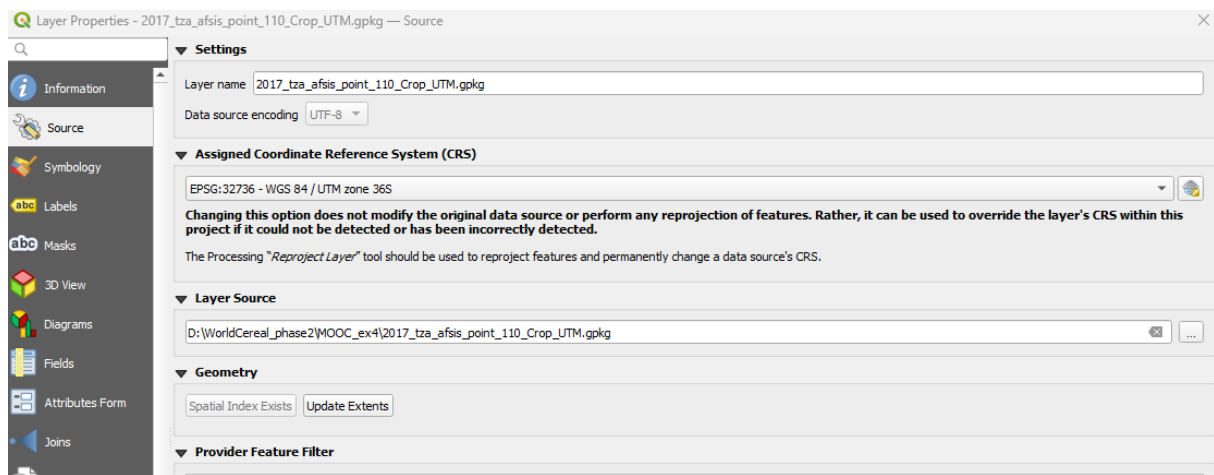 Layer Properties - 2017_tza_afsis_point_110_Crop_UTM.gpkg — Source
Information
Source
Symbology
abc Labels
abc Masks
3D View
Diagrams
Fields
Attributes Form
Joins
Settings
Layer name 2017_tza_afsis_point_110_Crop_UTM.gpkg
Data source encoding UTF-8
Assigned Coordinate Reference System (CRS)
EPSG:32736 - WGS 84 / UTM zone 36S
Changing this option does not modify the original data source or perform any reprojection of features. Rather, it can be used to override the layer's CRS within this
project if it could not be detected or has been incorrectly detected.
The Processing "Reproject Layer" tool should be used to reproject features and permanently change a data source's CRS.
Layer Source
D:\WorldCereal_phase2\MOOC_ex4\2017_tza_afsis_point_110_Crop_UTM.gpkg
...
Geometry
Spatial Index Exists Update Extents
Provider Feature Filter